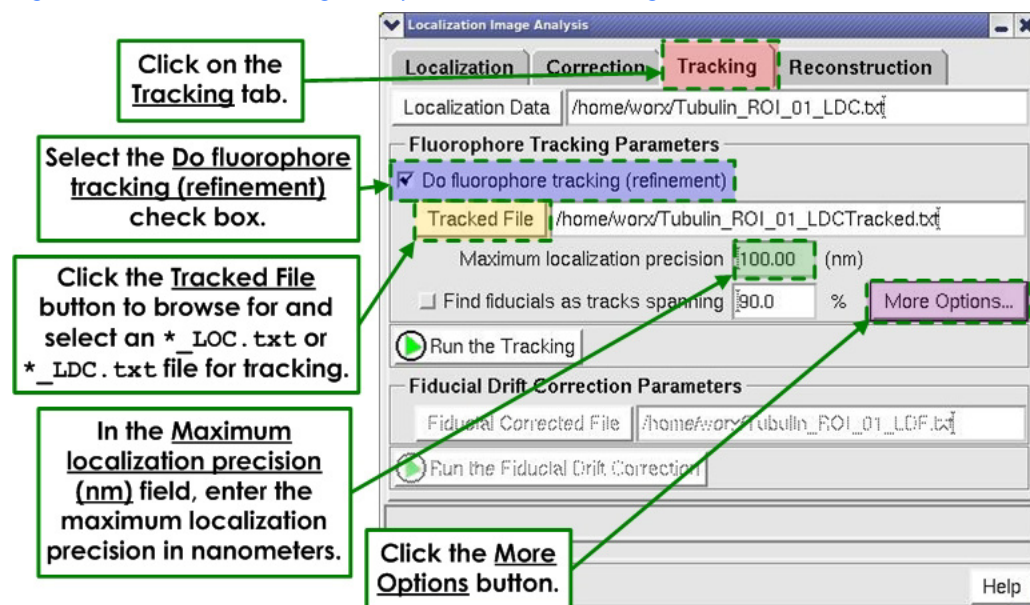 Localization Image Analysis
Click on the
Tracking tab.
Localization
Correction
Tracking
Reconstruction
Localization Data
/home/worx/Tubulin_ROI_01_LDC.txt
Select the Do fluorophore
tracking (refinement)
check box.
Fluorophore Tracking Parameters
Do fluorophore tracking (refinement)
Tracked File
/home/worx/Tubulin_ROI_01_LDCTracked.txt
Maximum localization precision 100.00 (nm)
Find fiducials as tracks spanning 90.0 % More Options...
Click the Tracked File
button to browse for and
select an *_LOC.txt or
*_LDC.txt file for tracking.
Run the Tracking
Fiducial Drift Correction Parameters
Fiducial Corrected File
/home/worx/Tubulin_ROI_01_LDF.txt
Run the Fiducial Drift Correction
In the Maximum
localization precision
(nm) field, enter the
maximum localization
precision in nanometers.
Click the More
Options button.
Help